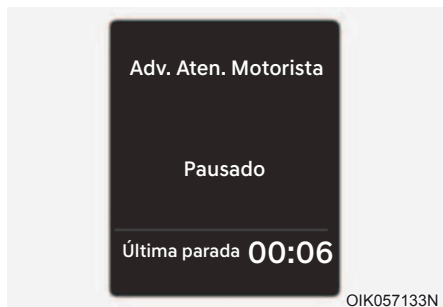 Adv. Aten. Motorista
Pausado
Última parada 00:06
OIK057133N